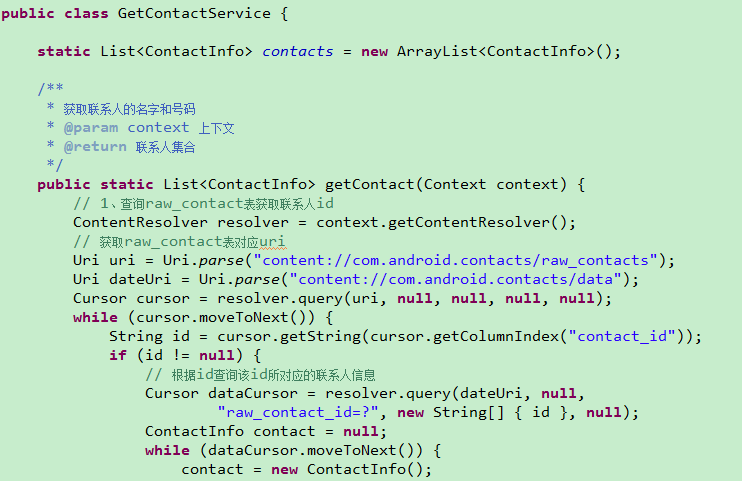 public class GetContactService {
static List<ContactInfo> contacts = new ArrayList<ContactInfo>();
/**
* 获取联系人的名字和号码
* @param context 上下文
* @return 联系人集合
*/
public static List<ContactInfo> getContact(Context context) {
// 1、查询raw_contact表获取联系人id
ContentResolver resolver = context.getContentResolver();
// 获取raw_contact表对应uri
Uri uri = Uri.parse("content://com.android.contacts/raw_contacts");
Uri dateUri = Uri.parse("content://com.android.contacts/data");
Cursor cursor = resolver.query(uri, null, null, null, null);
while (cursor.moveToNext()) {
String id = cursor.getString(cursor.getColumnIndex("contact_id"));
if (id != null) {
// 根据id查询该id所对应的联系人信息
Cursor dataCursor = resolver.query(dateUri, null,
"raw_contact_id=?", new String[] { id }, null);
ContactInfo contact = null;
while (dataCursor.moveToNext()) {
contact = new ContactInfo();